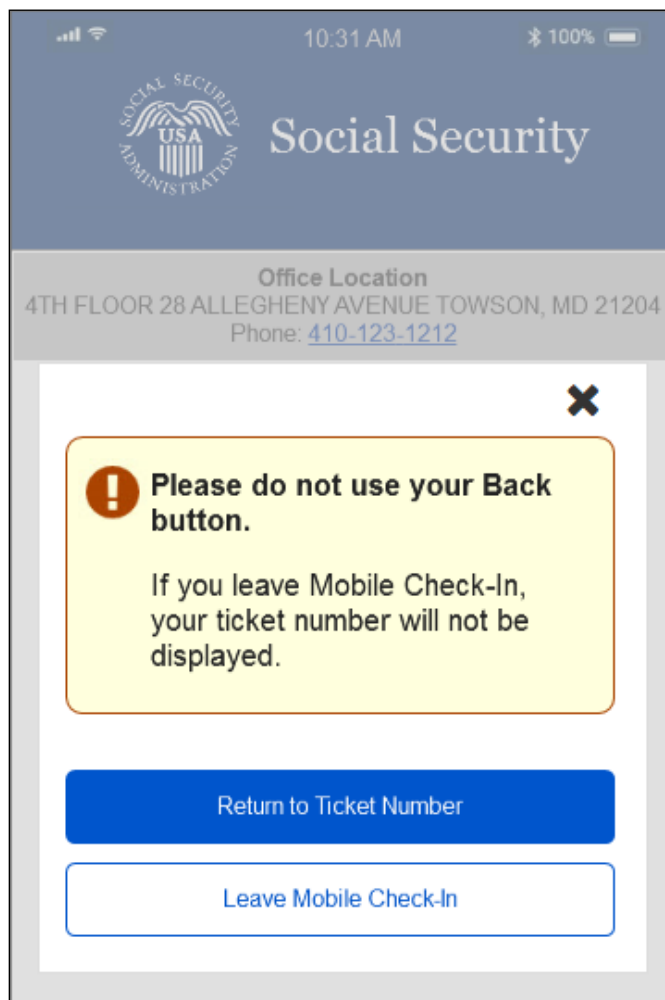 10:31 AM
100%
SOCIAL SECURITY ADMINISTRATION
USA
Social Security
Office Location
4TH FLOOR 28 ALLEGHENY AVENUE TOWSON, MD 21204
Phone: 410-123-1212
Please do not use your Back
button.
If you leave Mobile Check-In,
your ticket number will not be
displayed.
Return to Ticket Number
Leave Mobile Check-In